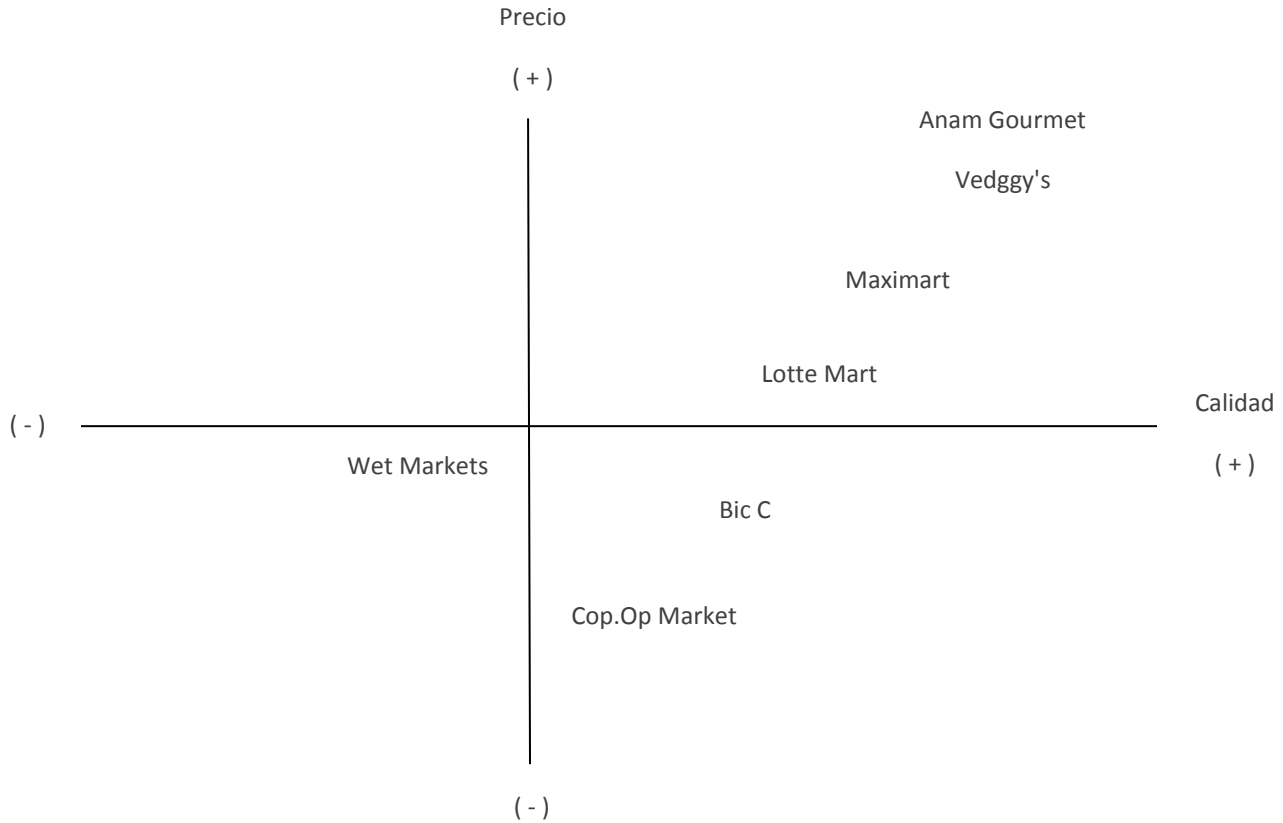 Precio
( + )
Anam Gourmet
Vedggy's
Maximart
Lotte Mart
Calidad
( - )
Wet Markets
( + )
Bic C
Cop.Op Market
( - )